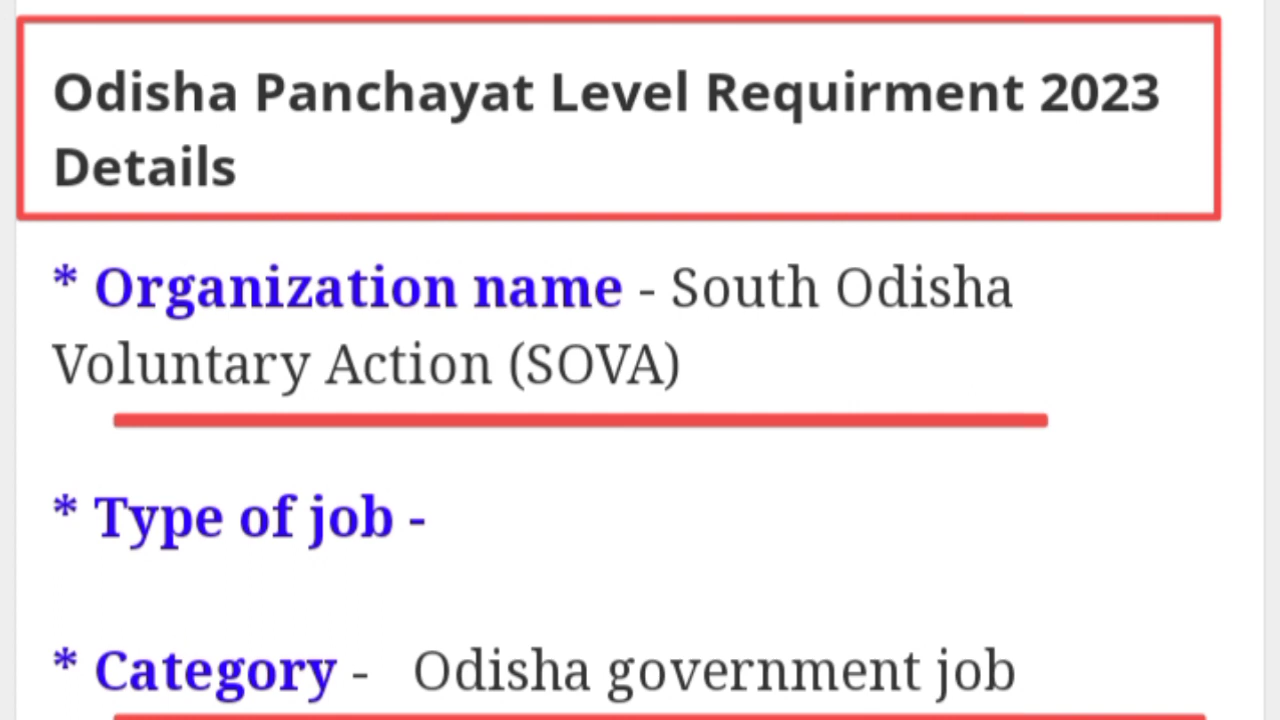 Odisha Panchayat Level Requirment 2023
Details
* Organization name - South Odisha
Voluntary Action (SOVA)
* Type of job -
* Category - Odisha government job